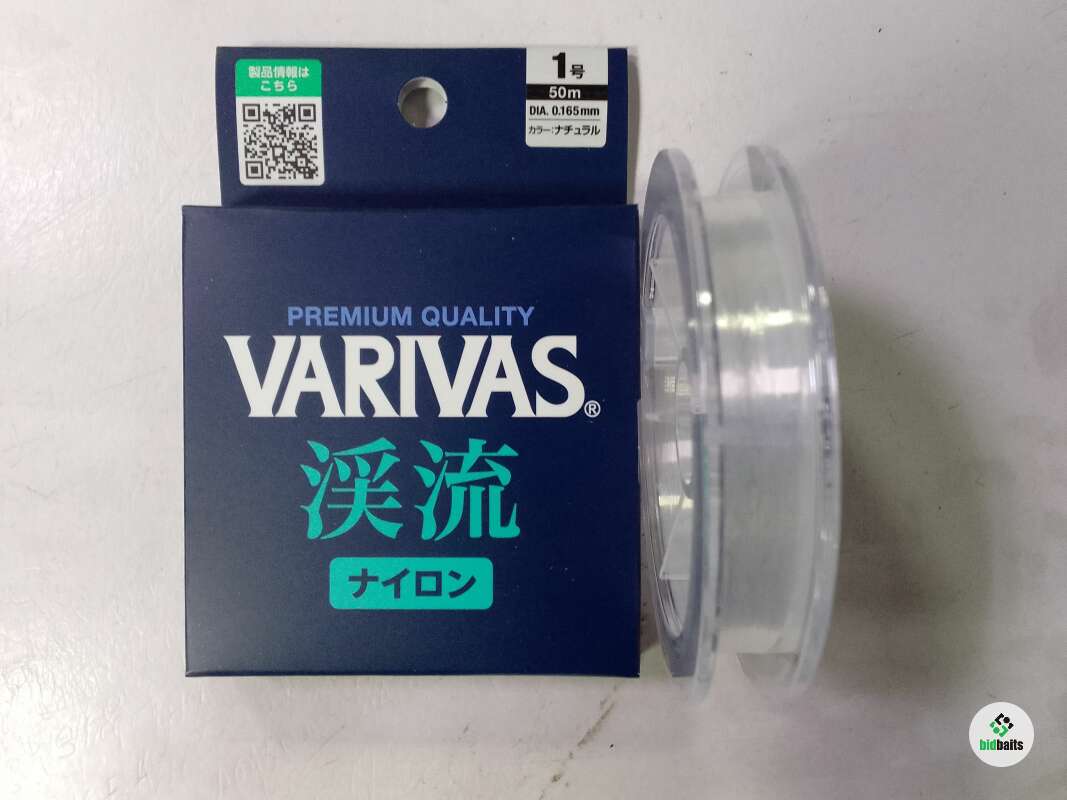 製品情報は
こちら
1号
50m
DIA. 0.165mm
カラー:ナチュラル
PREMIUM QUALITY
VARIVAS®
渓流
ナイロン
bidbaits